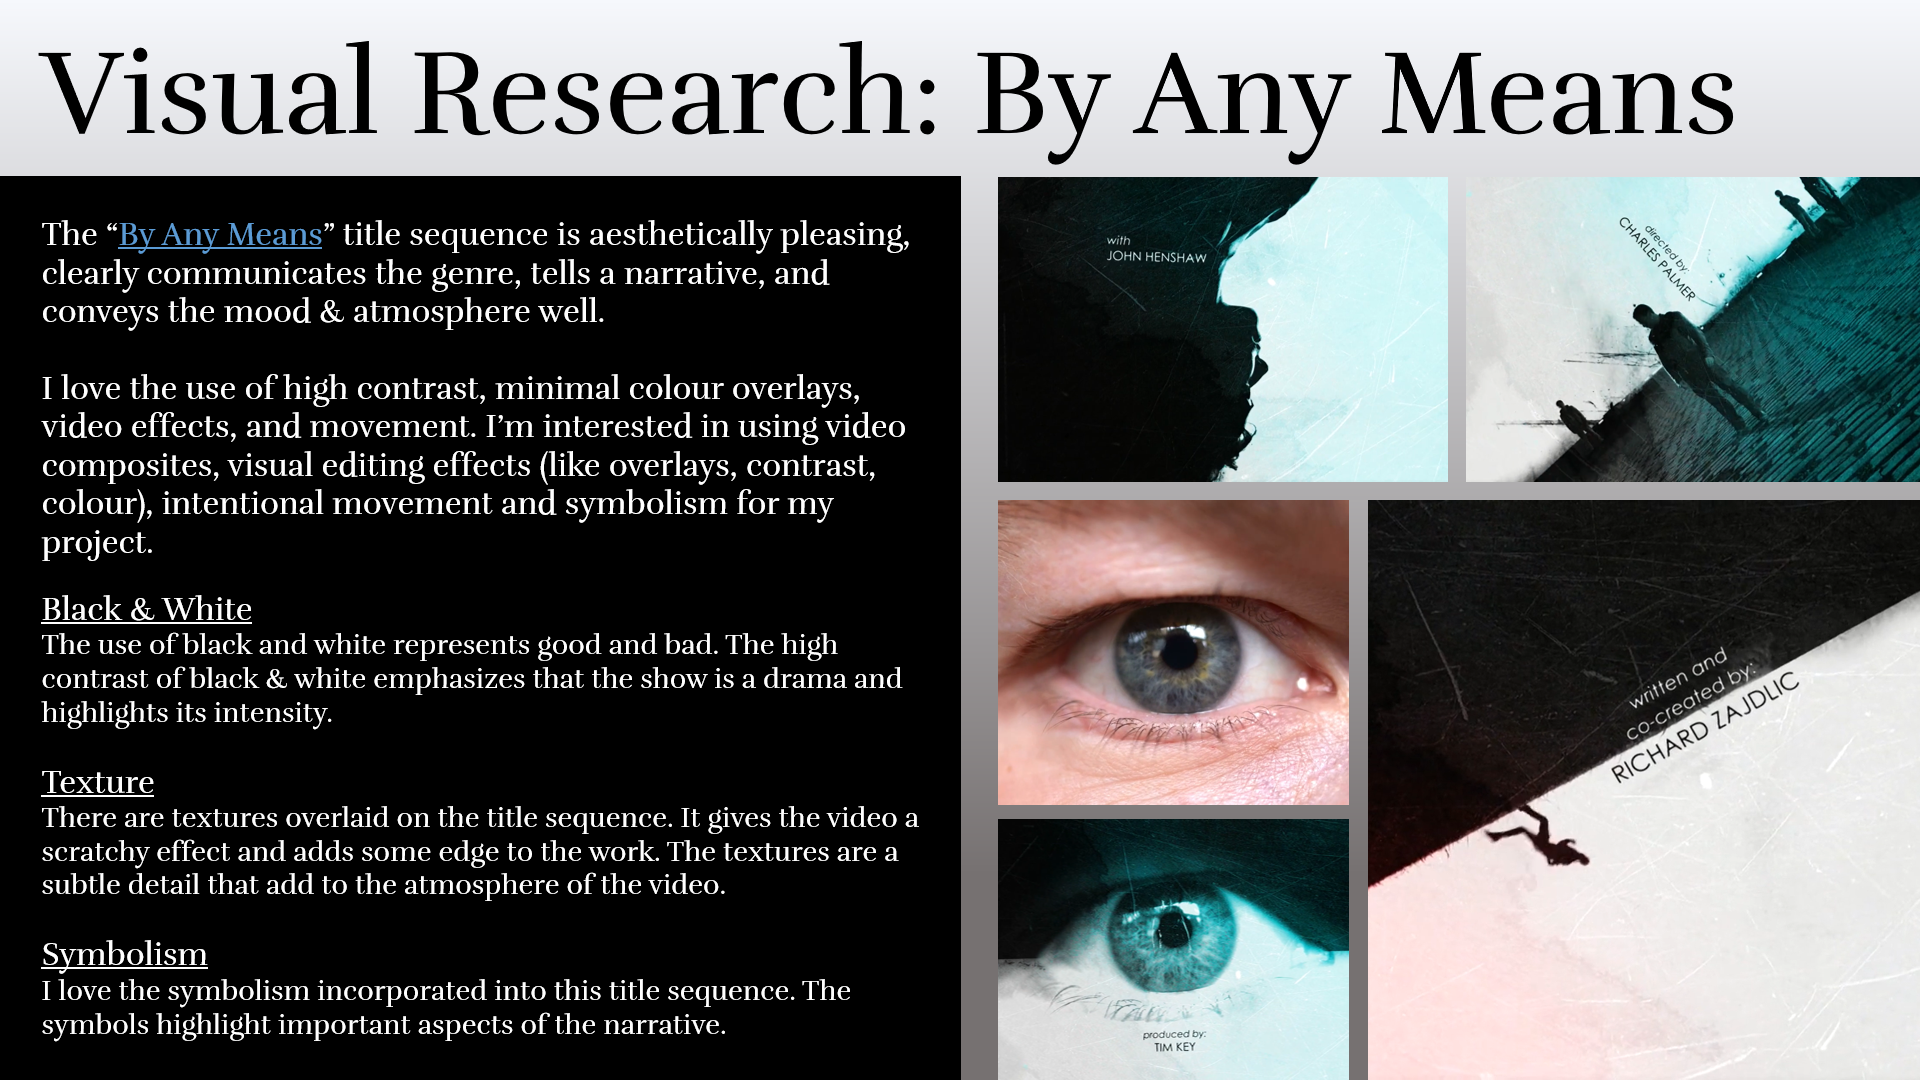 Visual Research: By Any Means
The “By Any Means” title sequence is aesthetically pleasing,
clearly communicates the genre, tells a narrative, and
conveys the mood & atmosphere well.
I love the use of high contrast, minimal colour overlays,
video effects, and movement. I’m interested in using video
composites, visual editing effects (like overlays, contrast,
colour), intentional movement and symbolism for my
project.
Black & White
The use of black and white represents good and bad. The high
contrast of black & white emphasizes that the show is a drama and
highlights its intensity.
Texture
There are textures overlaid on the title sequence. It gives the video a
scratchy effect and adds some edge to the work. The textures are a
subtle detail that add to the atmosphere of the video.
Symbolism
I love the symbolism incorporated into this title sequence. The
symbols highlight important aspects of the narrative.
with
JOHN HENSHAW
directed by:
CHARLES PALMER
written and
co-created by:
RICHARD ZAJDLIC
produced by:
TIM KEY